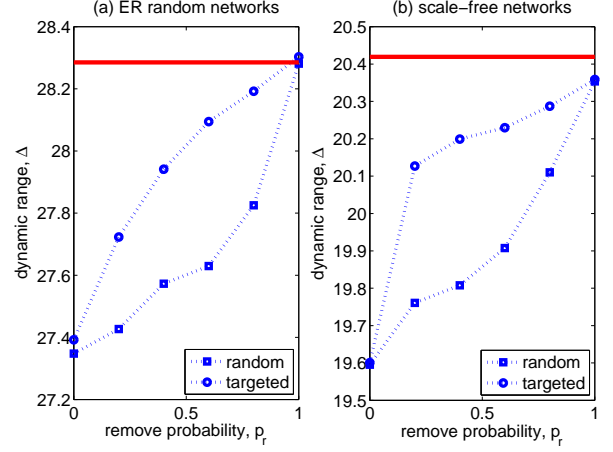 (a) ER random networks
28.4
28.2
28
27.8
27.6
27.4
27.2
dynamic range, Δ
0
0.5
1
remove probability, p_r
random
targeted
(b) scale−free networks
20.5
20.4
20.3
20.2
20.1
20
19.9
19.8
19.7
19.6
19.5
dynamic range, Δ
0
0.5
1
remove probability, p_r
random
targeted